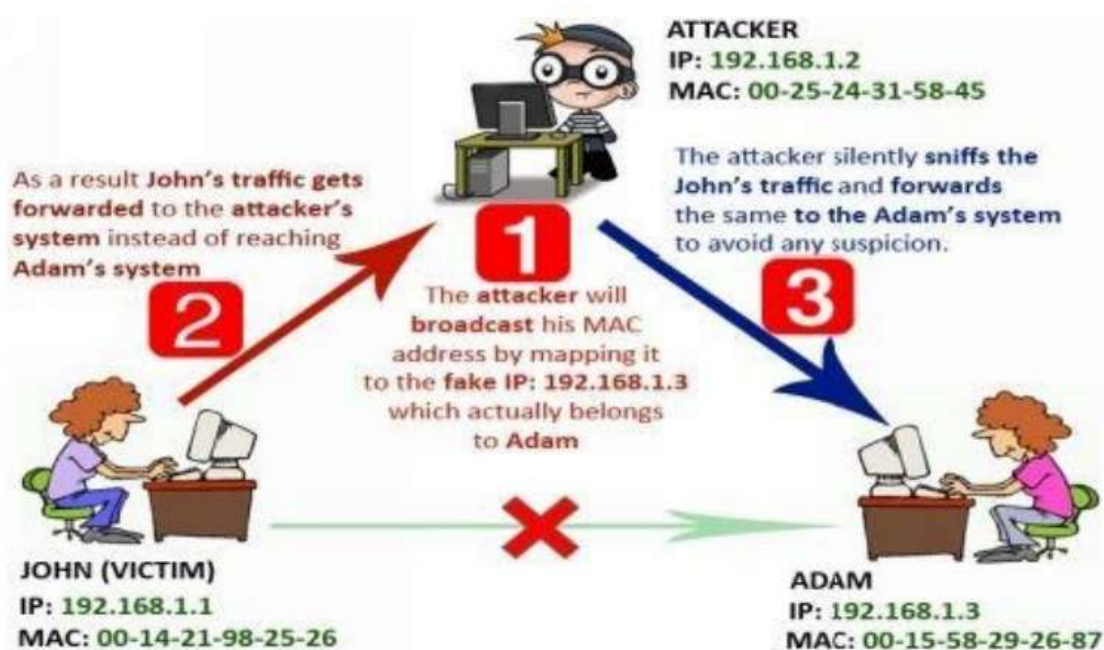 ATTACKER
IP: 192.168.1.2
MAC: 00-25-24-31-58-45
As a result John's traffic gets
forwarded to the attacker's
system instead of reaching
Adam's system
2
1
The attacker will
broadcast his MAC
address by mapping it
to the fake IP: 192.168.1.3
which actually belongs
to Adam
The attacker silently sniffs the
John's traffic and forwards
the same to the Adam's system
to avoid any suspicion.
3
JOHN (VICTIM)
IP: 192.168.1.1
MAC: 00-14-21-98-25-26
ADAM
IP: 192.168.1.3
MAC: 00-15-58-29-26-87